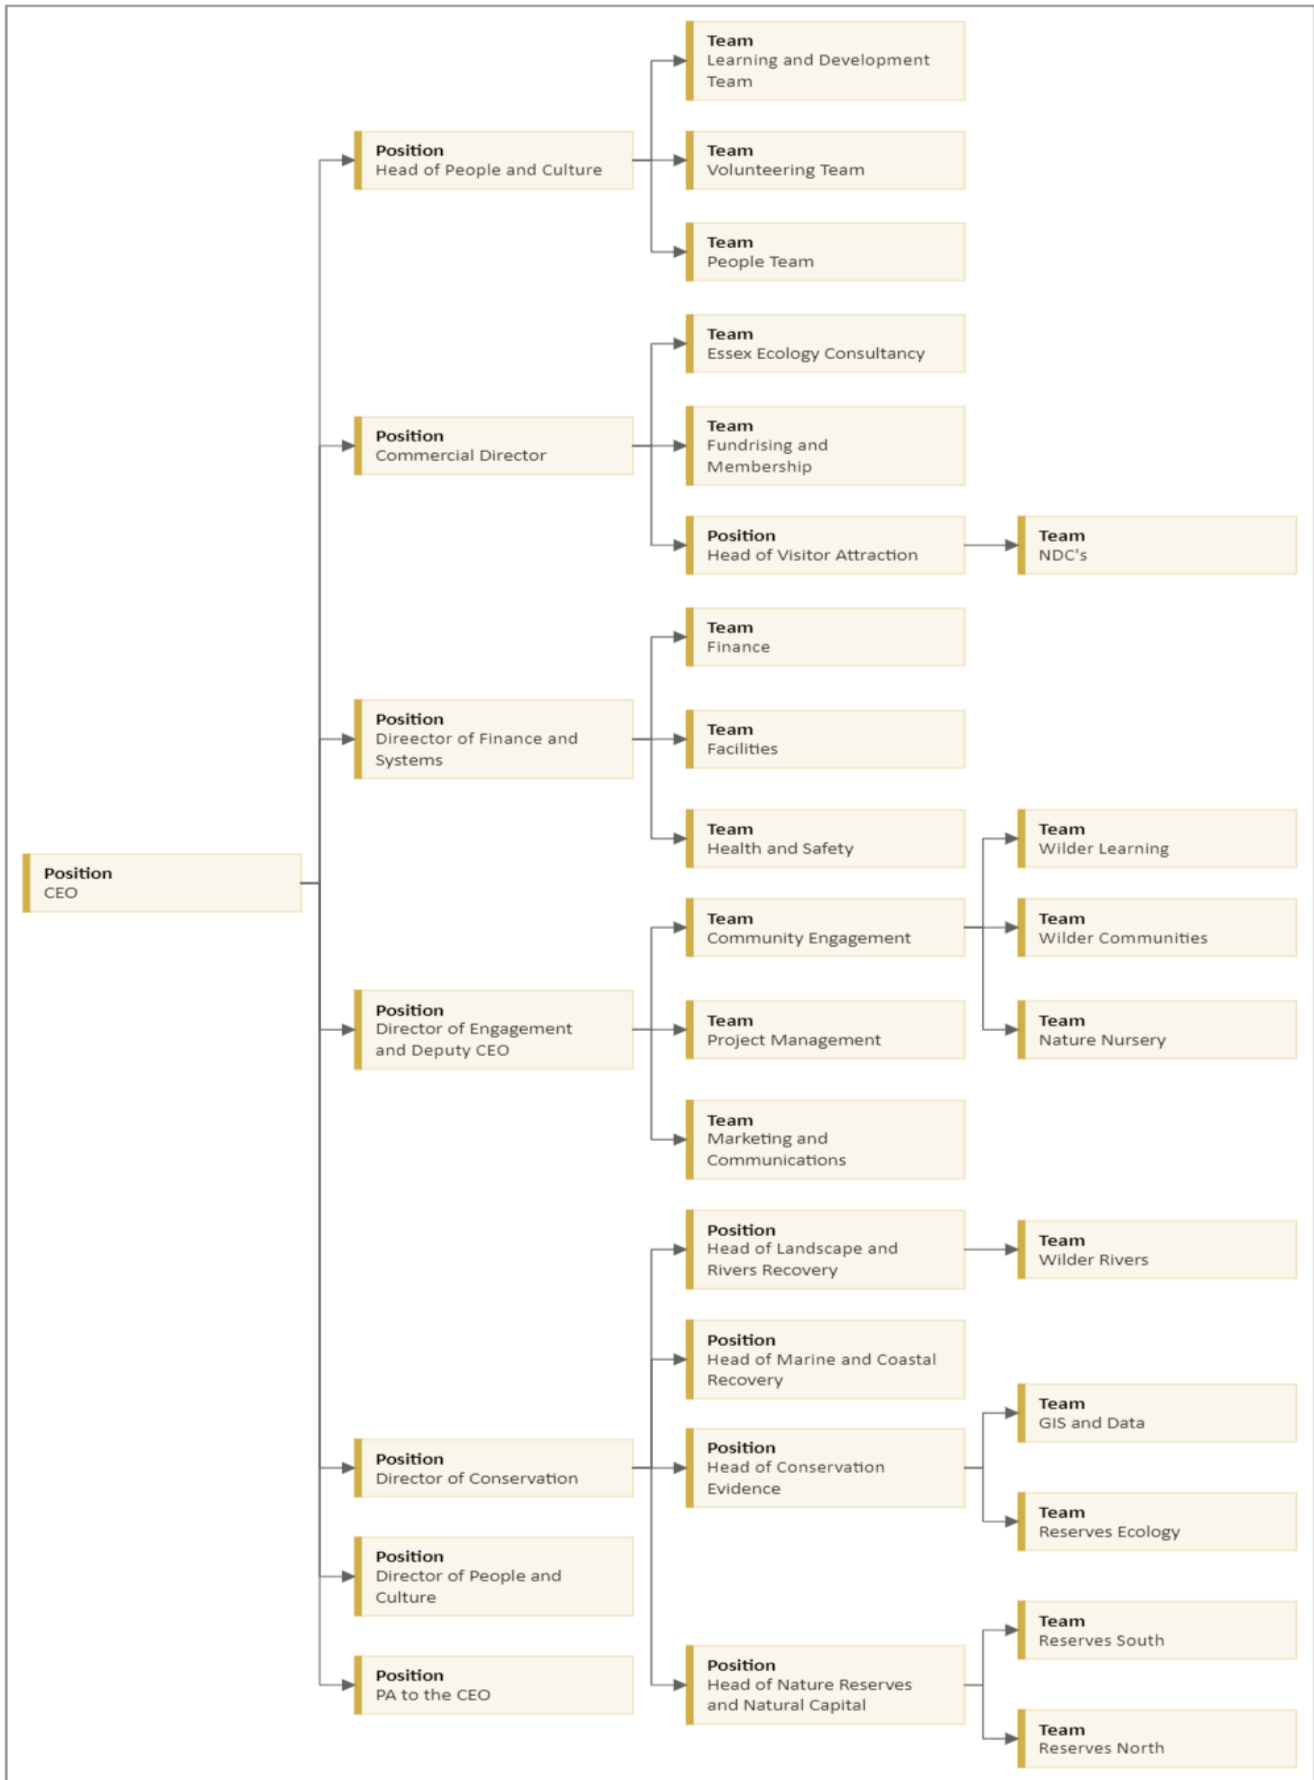 Team
Learning and Development
Team
Position
Head of People and Culture
Team
Volunteering Team
Team
People Team
Team
Essex Ecology Consultancy
Position
Commercial Director
Team
Fundrising and
Membership
Position
Head of Visitor Attraction
Team
NDC's
Team
Finance
Position
Direector of Finance and
Systems
Team
Facilities
Team
Health and Safety
Team
Wilder Learning
Position
CEO
Team
Community Engagement
Team
Wilder Communities
Position
Director of Engagement
and Deputy CEO
Team
Project Management
Team
Nature Nursery
Team
Marketing and
Communications
Position
Head of Landscape and
Rivers Recovery
Team
Wilder Rivers
Position
Head of Marine and Coastal
Recovery
Team
GIS and Data
Position
Director of Conservation
Position
Head of Conservation
Evidence
Team
Reserves Ecology
Position
Director of People and
Culture
Team
Reserves South
Position
PA to the CEO
Position
Head of Nature Reserves
and Natural Capital
Team
Reserves North